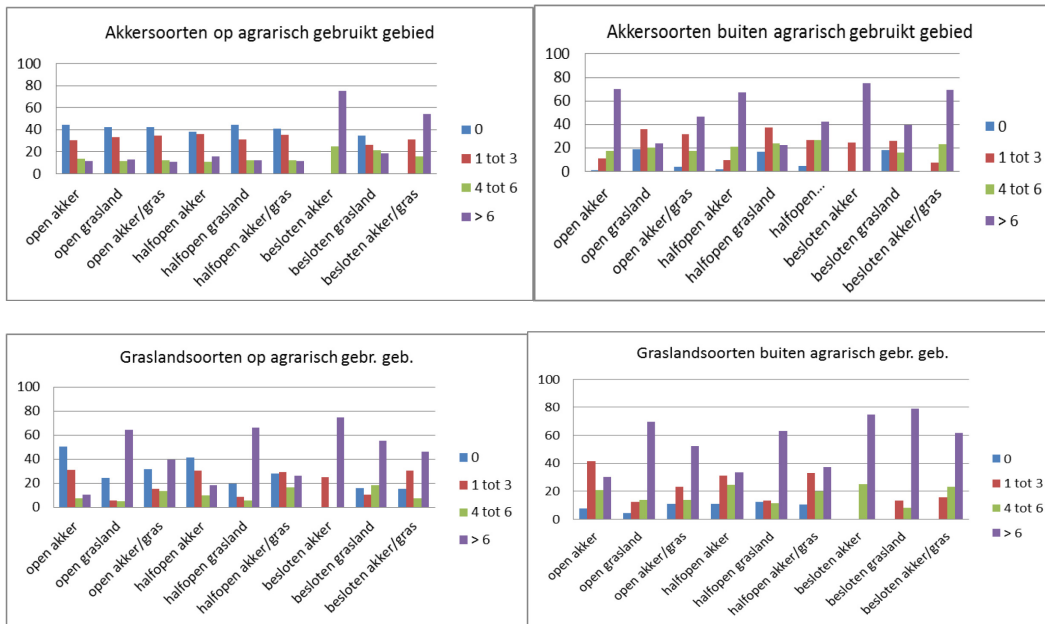 Akkersoorten op agrarisch gebruikt gebied
100
80
60
40
20
0
open akker
open grasland
open akker/gras
halfopen akker
halfopen grasland
halfopen akker/gras
besloten akker
besloten grasland
besloten akker/gras
0
1 tot 3
4 tot 6
> 6
Akkersoorten buiten agrarisch gebruikt gebied
100
80
60
40
20
0
open akker
open grasland
open akker/gras
halfopen akker
halfopen grasland
halfopen...
besloten akker
besloten grasland
besloten akker/gras
0
1 tot 3
4 tot 6
> 6
Graslandsoorten op agrarisch gebr. geb.
100
80
60
40
20
0
open akker
open grasland
open akker/gras
halfopen akker
halfopen grasland
halfopen akker/gras
besloten akker
besloten grasland
besloten akker/gras
0
1 tot 3
4 tot 6
> 6
Graslandsoorten buiten agrarisch gebr. geb.
100
80
60
40
20
0
open akker
open grasland
open akker/gras
halfopen akker
halfopen grasland
halfopen akker/gras
besloten akker
besloten grasland
besloten akker/gras
0
1 tot 3
4 tot 6
> 6